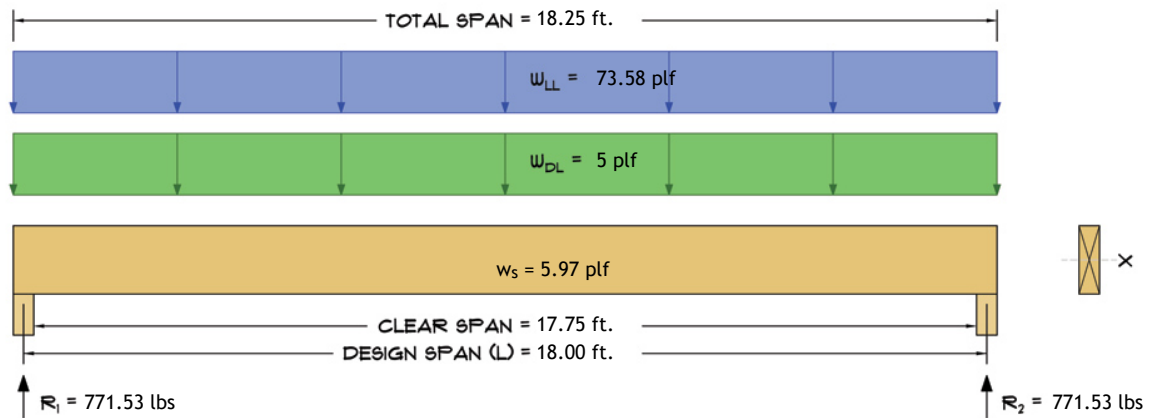 TOTAL SPAN = 18.25 ft.
wLL = 73.58 plf
wDL = 5 plf
ws = 5.97 plf
X
CLEAR SPAN = 17.75 ft.
DESIGN SPAN (L) = 18.00 ft.
R1 = 771.53 lbs
R2 = 771.53 lbs